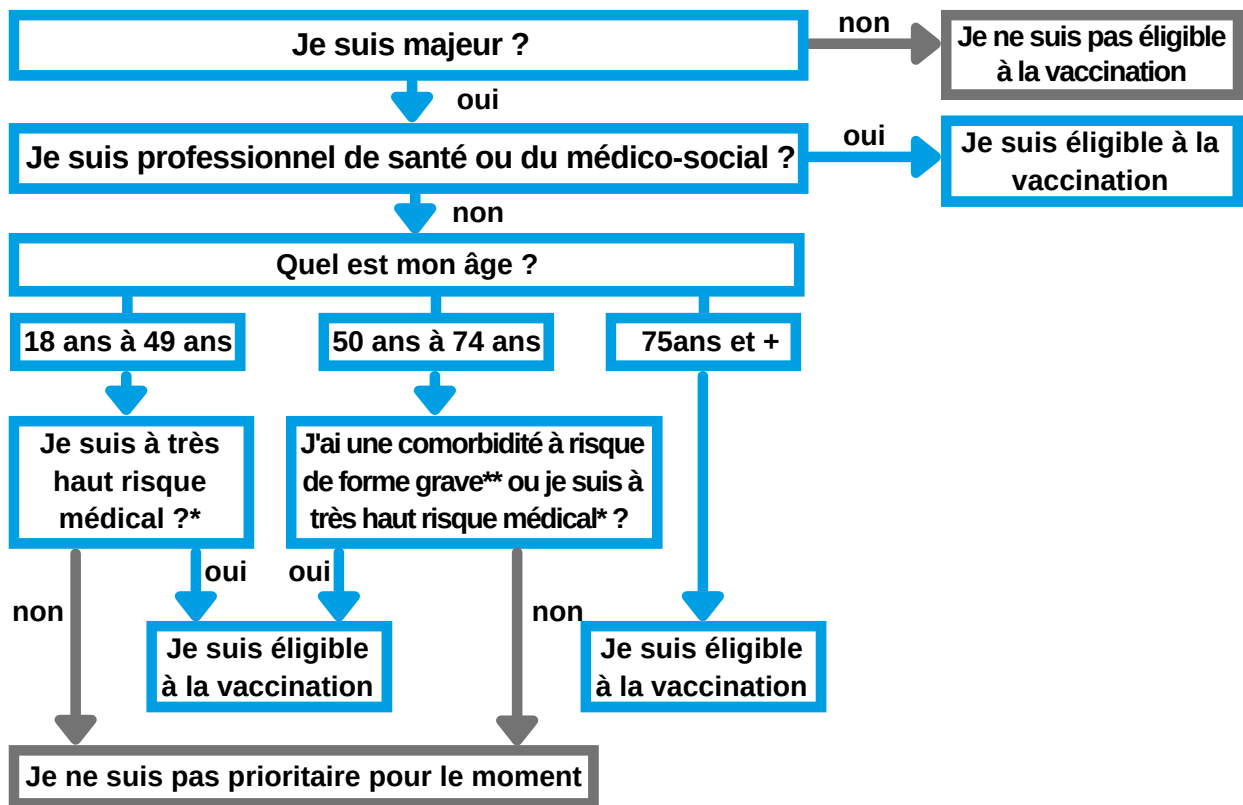 Je suis majeur ?
non
Je ne suis pas éligible
à la vaccination
oui
Je suis professionnel de santé ou du médico-social ?
oui
Je suis éligible à la
vaccination
non
Quel est mon âge ?
18 ans à 49 ans
50 ans à 74 ans
75ans et +
Je suis à très
haut risque
médical ?*
J'ai une comorbidité à risque
de forme grave** ou je suis à
très haut risque médical* ?
non
oui
oui
non
Je suis éligible
à la vaccination
Je suis éligible
à la vaccination
Je ne suis pas prioritaire pour le moment